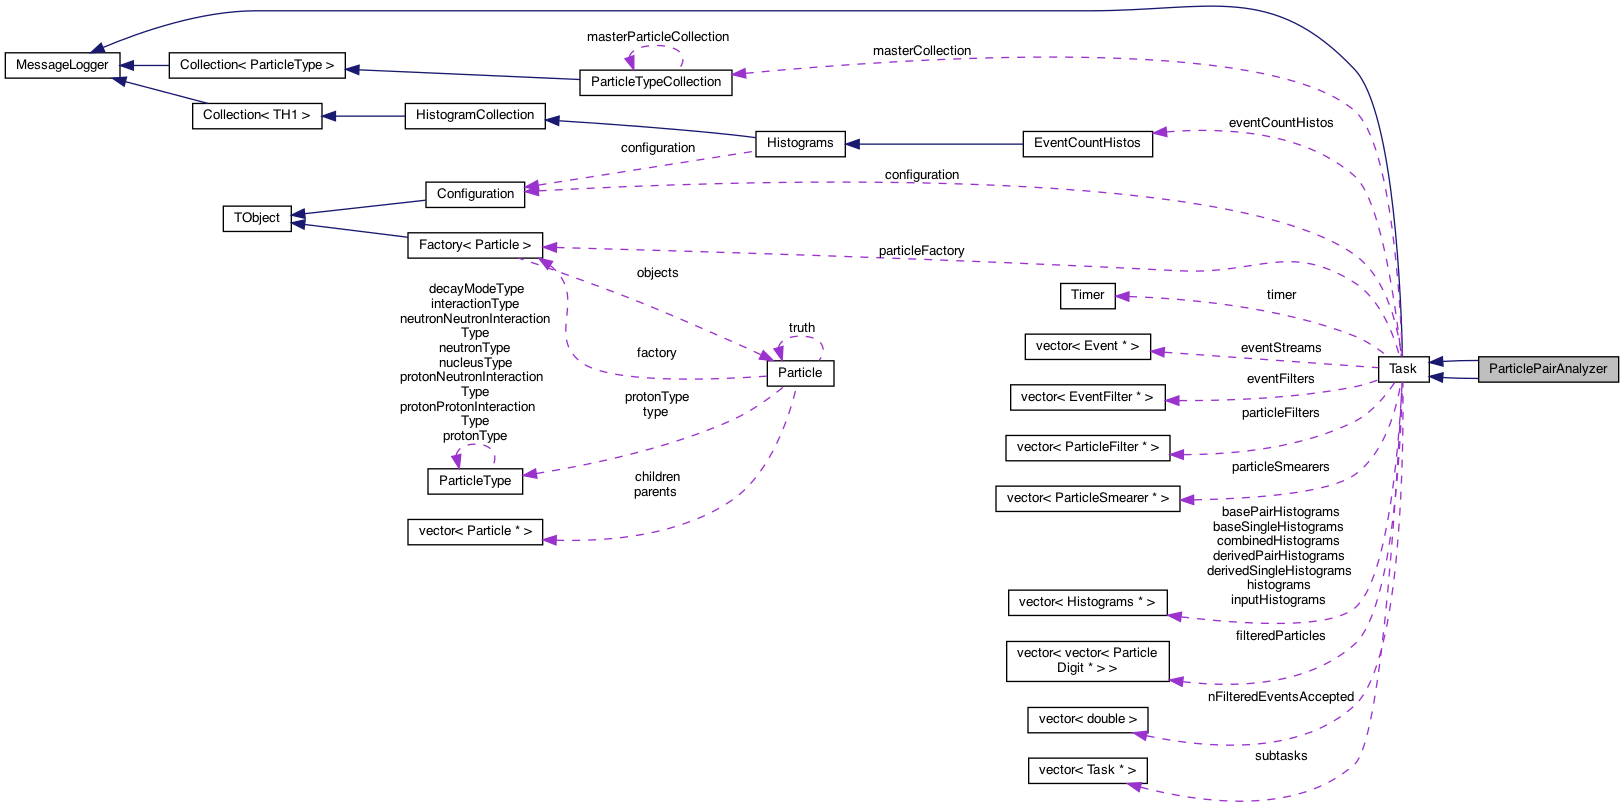 masterParticleCollection
masterCollection
MessageLogger
Collection< ParticleType >
ParticleTypeCollection
Collection< TH1 >
HistogramCollection
eventCountHistos
Histograms
EventCountHistos
configuration
configuration
Configuration
TObject
Factory< Particle >
particleFactory
objects
decayModeType
interactionType
neutronNeutronInteraction
Type
neutronType
nucleusType
protonNeutronInteraction
Type
protonProtonInteraction
Type
protonType
Timer
timer
truth
vector< Event * >
eventStreams
factory
Particle
Task
ParticlePairAnalyzer
eventFilters
vector< EventFilter * >
protonType
type
particleFilters
vector< ParticleFilter * >
particleSmearers
ParticleType
children
parents
vector< ParticleSmearer * >
vector< Particle * >
basePairHistograms
baseSingleHistograms
combinedHistograms
derivedPairHistograms
derivedSingleHistograms
histograms
inputHistograms
vector< Histograms * >
filteredParticles
vector< vector< Particle
Digit * > >
nFilteredEventsAccepted
vector< double >
subtasks
vector< Task * >